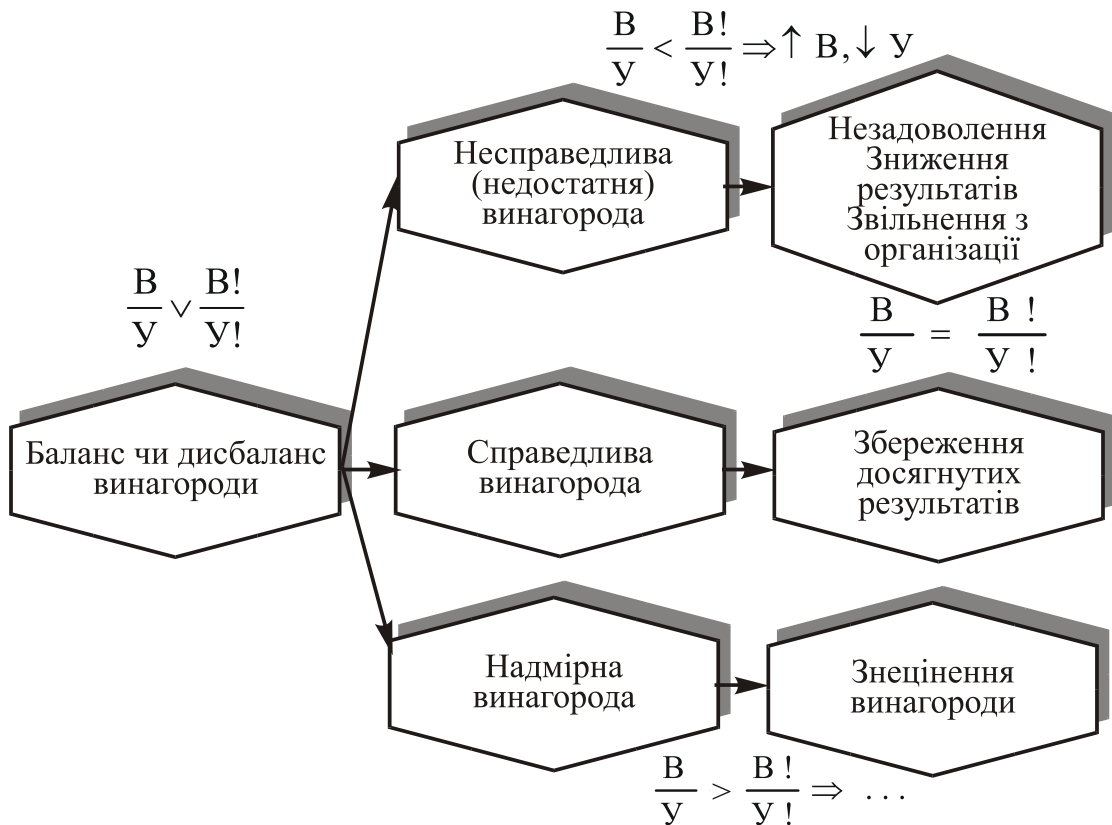 В/У < В!/У! ⇒ ↑ В, ↓ У
Несправедлива
(недостатня)
винагорода
Незадоволення
Зниження
результатів
Звільнення з
організації
В/У ∨ В!/У!
В/У = В !/У !
Баланс чи дисбаланс
винагороди
Справедлива
винагорода
Збереження
досягнутих
результатів
Надмірна
винагорода
Знецінення
винагороди
В/У > В !/У ! ⇒ ...